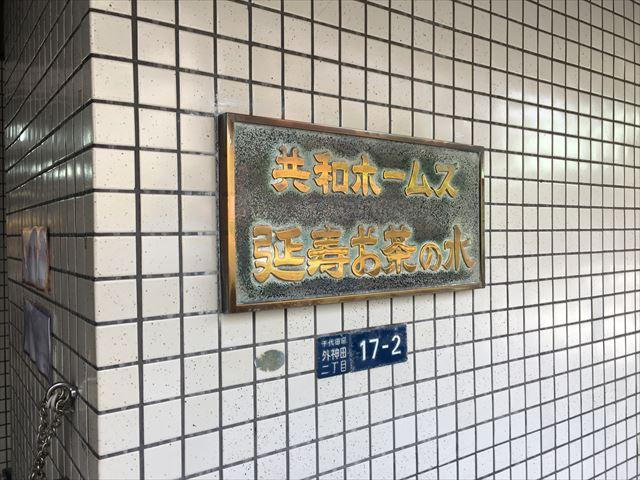 共和ホームズ
延寿お茶の水
千代田区
外神田
二丁目
17-2